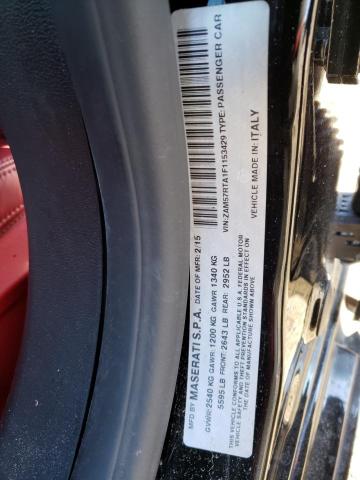 MFD BY MASERATI S.P.A. DATE OF MFR: 2/15
GVWR: 2540 KG GAWR: 1200 KG GAWR 1340 KG
5595 LB FRONT: 2643 LB REAR: 2952 LB
THIS VEHICLE CONFORMS TO ALL APPLICABLE U.S.A. FEDERAL MOTOR
VEHICLE SAFETY AND THEFT PREVENTION STANDARDS IN EFFECT ON
THE DATE OF MANUFACTURE SHOWN ABOVE.
VIN: ZAM57RTA1F1153429 TYPE: PASSENGER CAR
VEHICLE MADE IN: ITALY